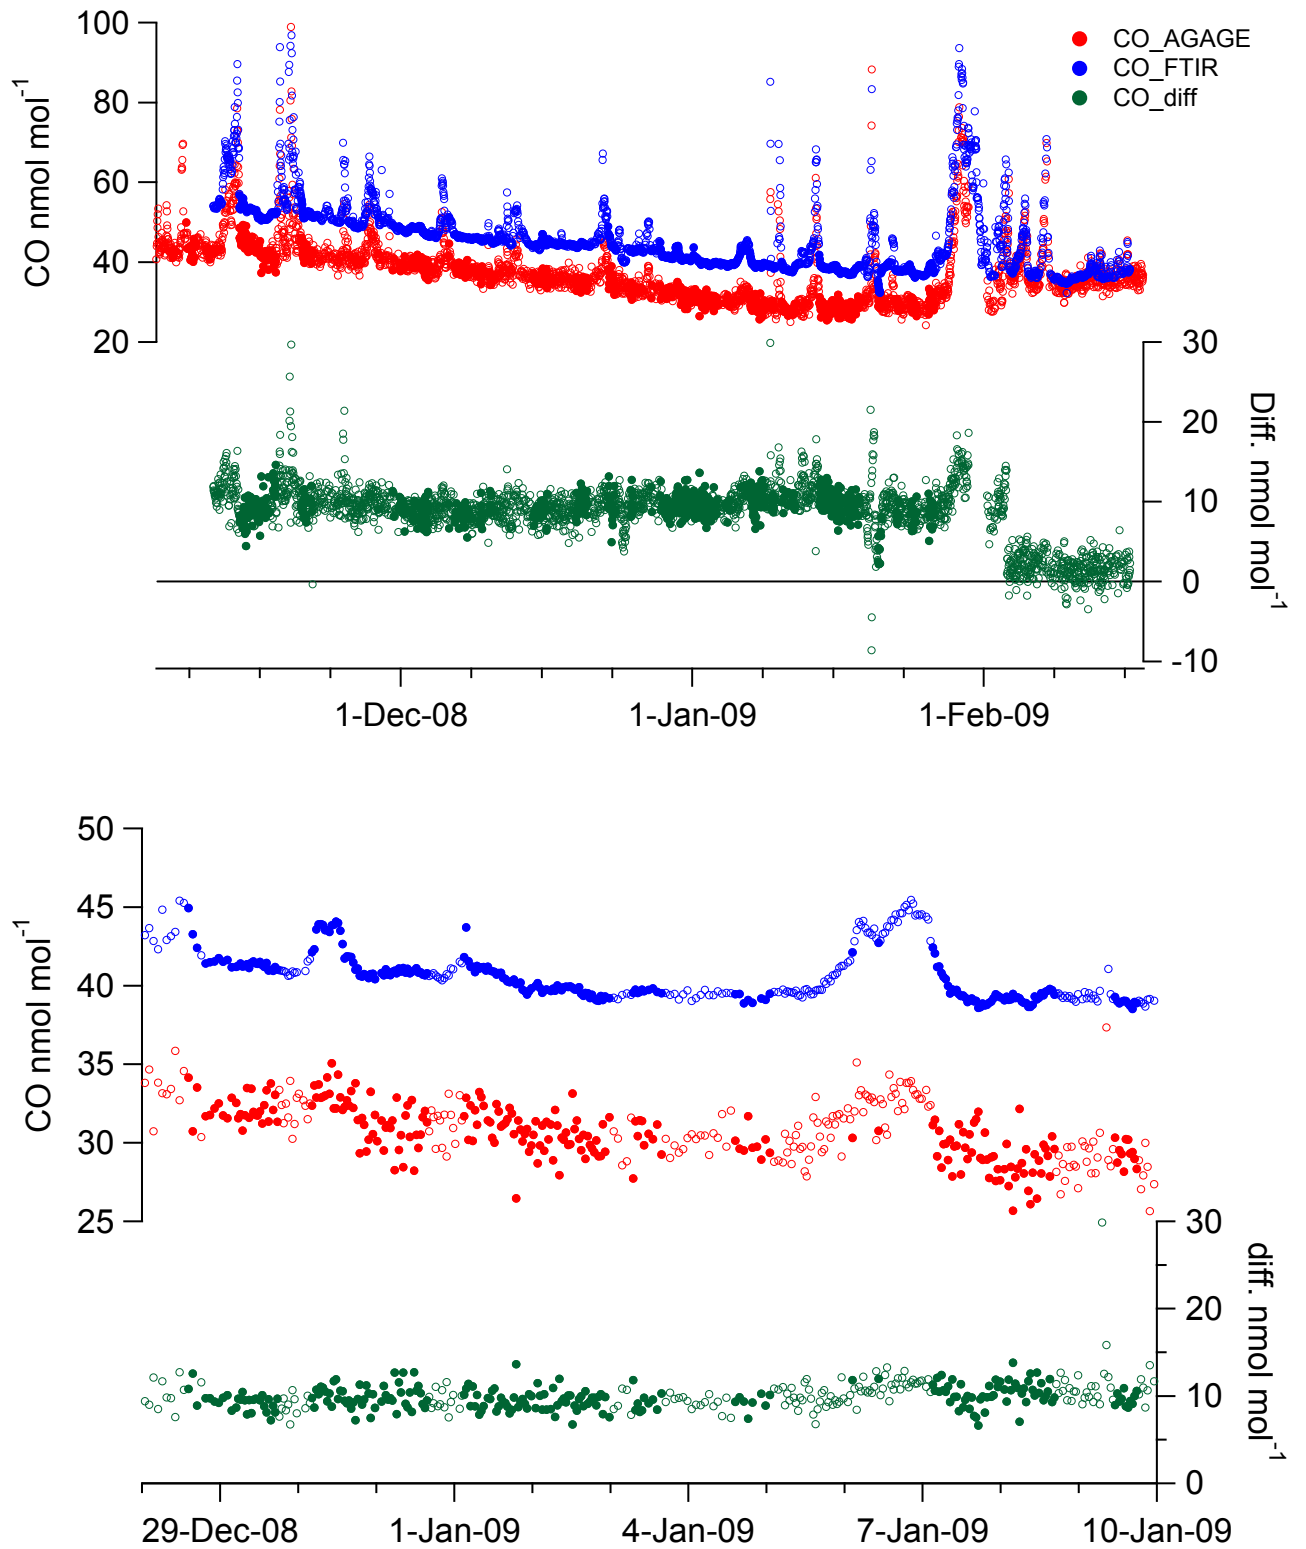 100
80
60
40
20
CO nmol mol-1
CO_AGAGE
CO_FTIR
CO_diff
30
20
10
0
-10
Diff. nmol mol-1
1-Dec-08
1-Jan-09
1-Feb-09
50
45
40
35
30
25
CO nmol mol-1
30
20
10
0
diff. nmol mol-1
29-Dec-08
1-Jan-09
4-Jan-09
7-Jan-09
10-Jan-09